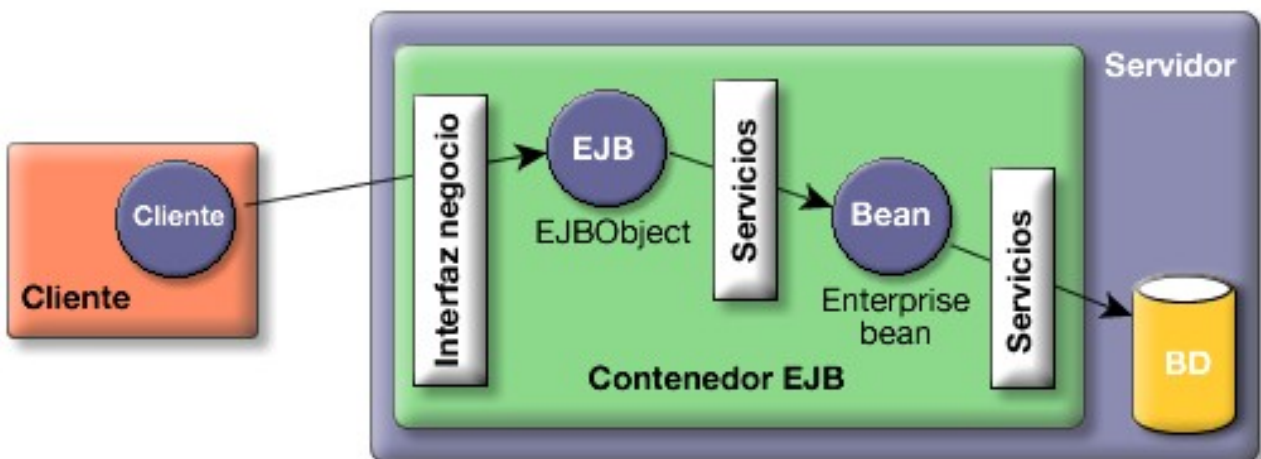 Servidor
Cliente
Cliente
Interfaz negocio
EJB
EJBObject
Servicios
Bean
Enterprise
bean
Servicios
Contenedor EJB
BD